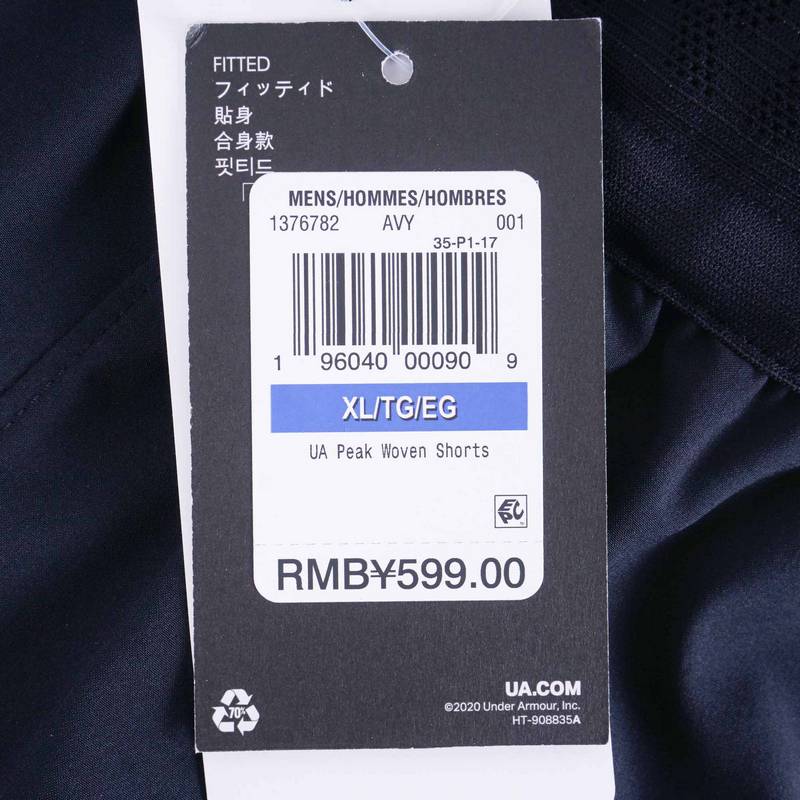 FITTED
フィッティド
貼身
合身款
핏티드
MENS/HOMMES/HOMBRES
1376782 AVY 001
35-P1-17
1 96040 00090 9
XL/TG/EG
UA Peak Woven Shorts
EPC
RMB¥599.00
70%
UA.COM
©2020 Under Armour, Inc.
HT-908835A